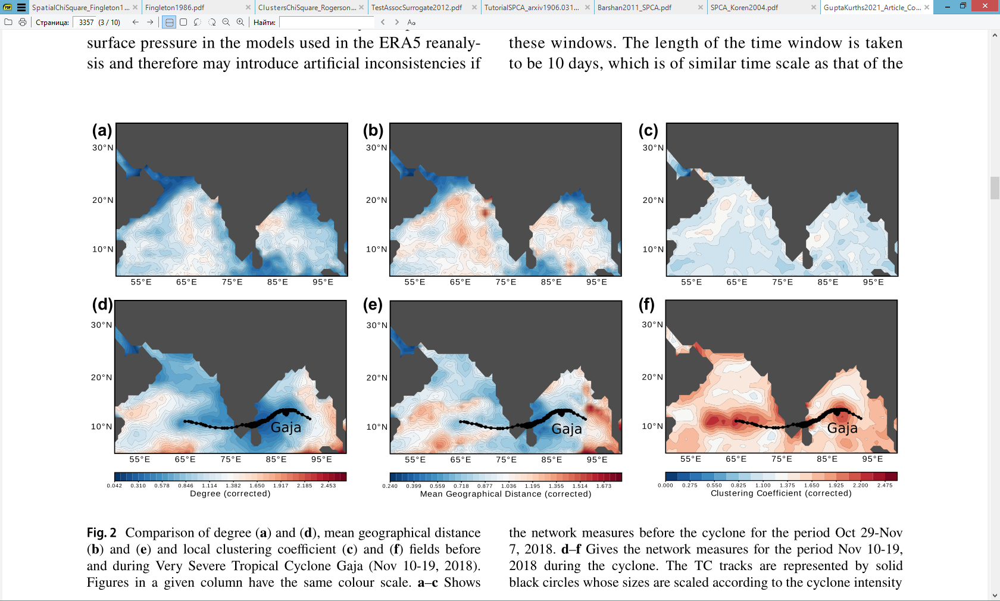 SpatialChiSquare_Fingleton1...
Fingleton1986.pdf
ClustersChiSquare_Rogerson...
TestAssocSurrogate2012.pdf
TutorialSPCA_arxiv1906.031...
Barshan2011_SPCA.pdf
SPCA_Koren2004.pdf
GuptaKurths2021_Article_Co...
Страница: 3357 (3 / 10)
Найти:
surface pressure in the models used in the ERA5 reanaly-
sis and therefore may introduce artificial inconsistencies if
these windows. The length of the time window is taken
to be 10 days, which is of similar time scale as that of the
(a)
30°N
20°N
10°N
55°E 65°E 75°E 85°E 95°E
(b)
30°N
20°N
10°N
55°E 65°E 75°E 85°E 95°E
(c)
30°N
20°N
10°N
55°E 65°E 75°E 85°E 95°E
(d)
30°N
20°N
10°N
Gaja
55°E 65°E 75°E 85°E 95°E
0.042 0.310 0.578 0.846 1.114 1.382 1.650 1.917 2.185 2.453
Degree (corrected)
(e)
30°N
20°N
10°N
Gaja
55°E 65°E 75°E 85°E 95°E
0.240 0.399 0.559 0.718 0.877 1.036 1.195 1.355 1.514 1.673
Mean Geographical Distance (corrected)
(f)
30°N
20°N
10°N
Gaja
55°E 65°E 75°E 85°E 95°E
0.000 0.275 0.550 0.825 1.100 1.375 1.650 1.925 2.200 2.475
Clustering Coefficient (corrected)
Fig. 2 Comparison of degree (a) and (d), mean geographical distance
(b) and (e) and local clustering coefficient (c) and (f) fields before
and during Very Severe Tropical Cyclone Gaja (Nov 10-19, 2018).
Figures in a given column have the same colour scale. a–c Shows
the network measures before the cyclone for the period Oct 29-Nov
7, 2018. d–f Gives the network measures for the period Nov 10-19,
2018 during the cyclone. The TC tracks are represented by solid
black circles whose sizes are scaled according to the cyclone intensity